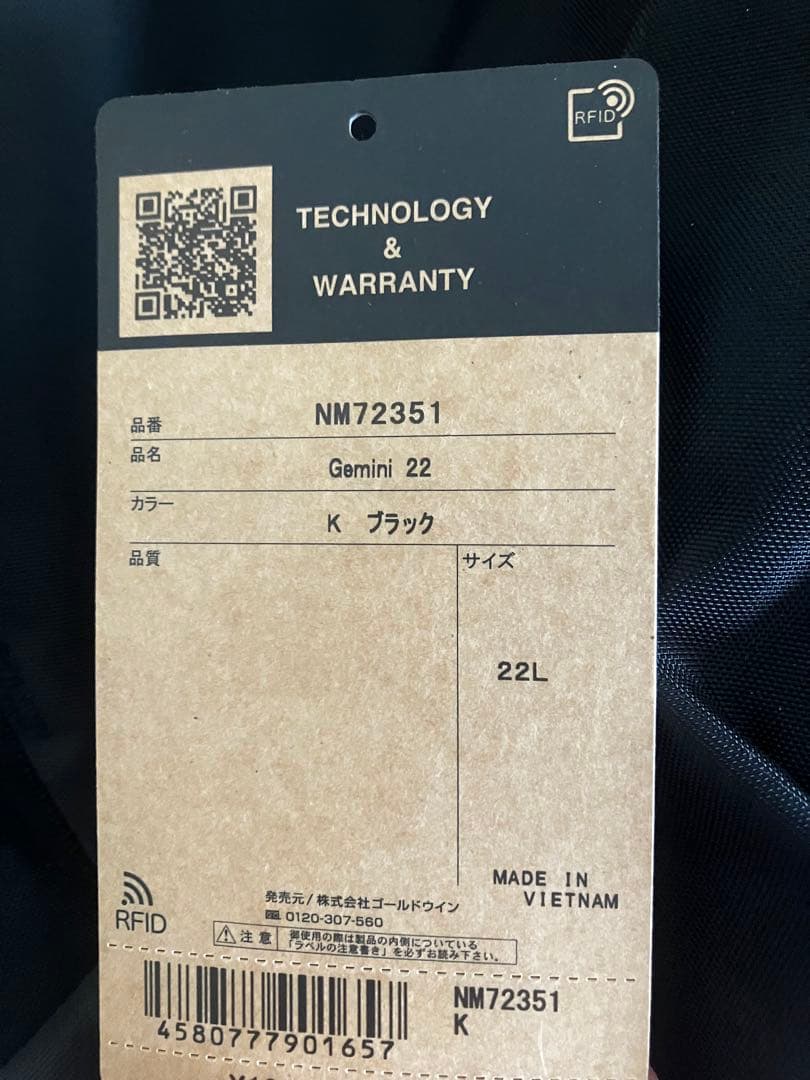 RFID
TECHNOLOGY
&
WARRANTY
品番 NM72351
品名 Gemini 22
カラー K ブラック
品質
サイズ
22L
MADE IN
VIETNAM
RFID
発売元/株式会社ゴールドウイン
0120-307-560
注意
御使用の際は製品の内側についている
「ラベルの注意書き」を必ずお読み下さい。
4580777901657
NM72351
K